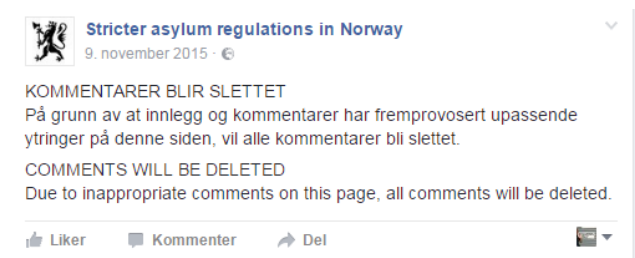 Stricter asylum regulations in Norway
9. november 2015 ·
KOMMENTARER BLIR SLETTET
På grunn av at innlegg og kommentarer har fremprovosert upassende
ytringer på denne siden, vil alle kommentarer bli slettet.
COMMENTS WILL BE DELETED
Due to inappropriate comments on this page, all comments will be deleted.
Liker Kommenter Del